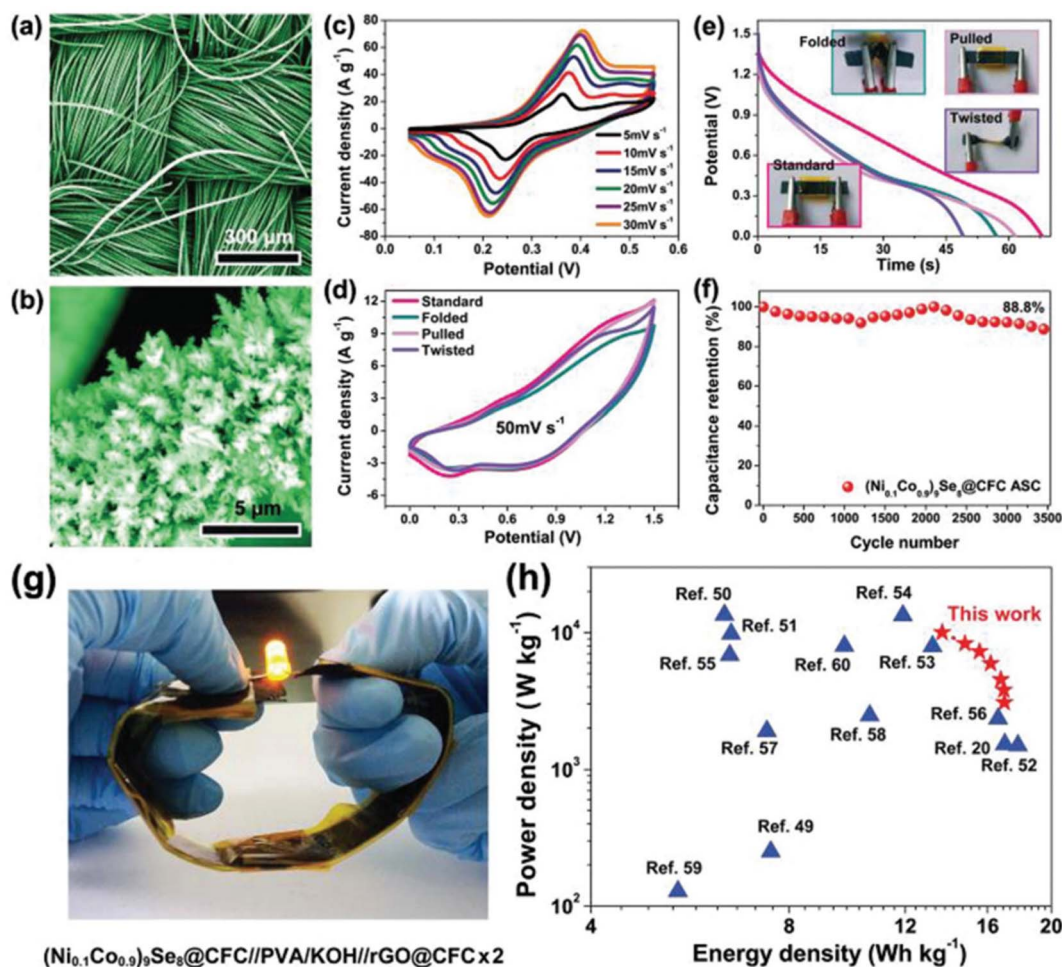 (a)
300 µm
(b)
5 µm
(c)
Current density (A g⁻¹)
80
60
40
20
0
-20
-40
-60
-80
5mV s⁻¹
10mV s⁻¹
15mV s⁻¹
20mV s⁻¹
25mV s⁻¹
30mV s⁻¹
0.0 0.1 0.2 0.3 0.4 0.5 0.6
Potential (V)
(d)
Current density (A g⁻¹)
12
9
6
3
0
-3
-6
Standard
Folded
Pulled
Twisted
50mV s⁻¹
0.0 0.3 0.6 0.9 1.2 1.5
Potential (V)
(e)
Potential (V)
1.5
1.2
0.9
0.6
0.3
0.0
Folded
Pulled
Twisted
Standard
0 15 30 45 60
Time (s)
(f)
Capacitance retention (%)
100
80
60
40
20
0
88.8%
(Ni₀.₁Co₀.₉)₉Se₈@CFC ASC
0 500 1000 1500 2000 2500 3000 3500
Cycle number
(g)
(Ni₀.₁Co₀.₉)₉Se₈@CFC//PVA/KOH//rGO@CFCx2
(h)
Power density (W kg⁻¹)
10⁴
10³
10²
Ref. 50
Ref. 54
This work
Ref. 51
Ref. 55
Ref. 60
Ref. 53
Ref. 56
Ref. 57
Ref. 58
Ref. 20
Ref. 52
Ref. 49
Ref. 59
4 8 12 16 20
Energy density (Wh kg⁻¹)